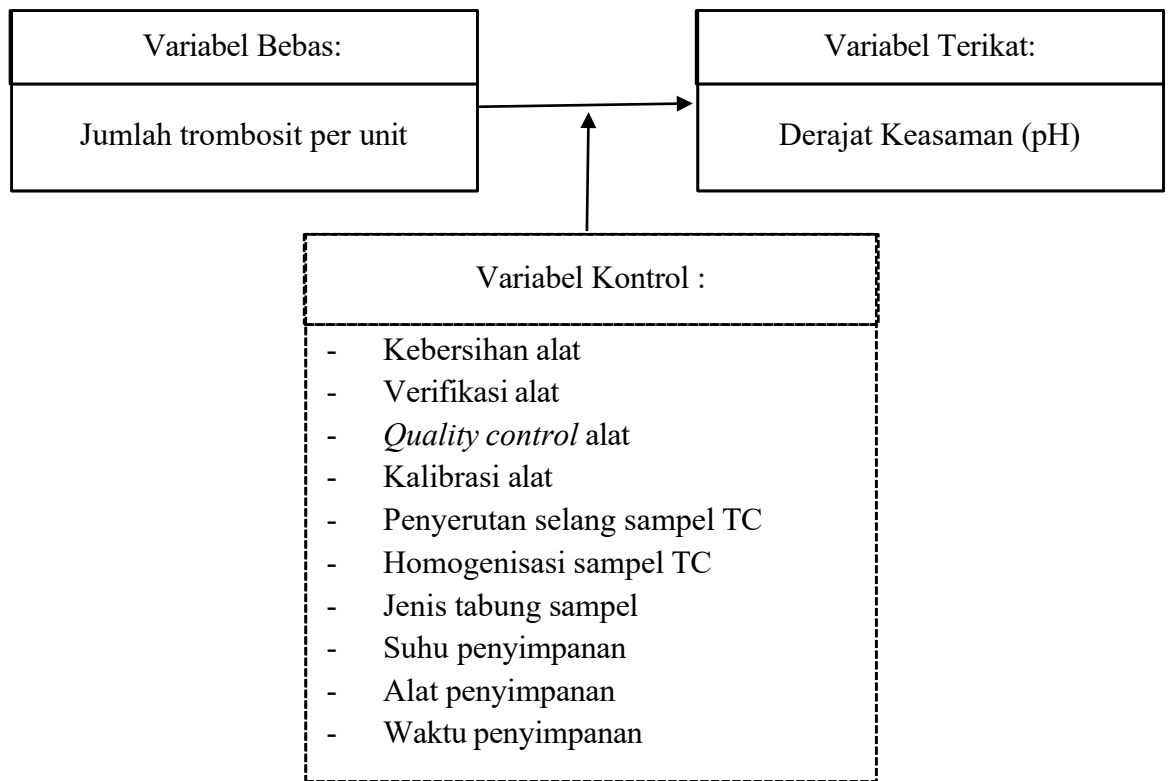 Variabel Bebas:
Jumlah trombosit per unit
Variabel Terikat:
Derajat Keasaman (pH)
Variabel Kontrol :
- Kebersihan alat
- Verifikasi alat
- Quality control alat
- Kalibrasi alat
- Penyerutan selang sampel TC
- Homogenisasi sampel TC
- Jenis tabung sampel
- Suhu penyimpanan
- Alat penyimpanan
- Waktu penyimpanan